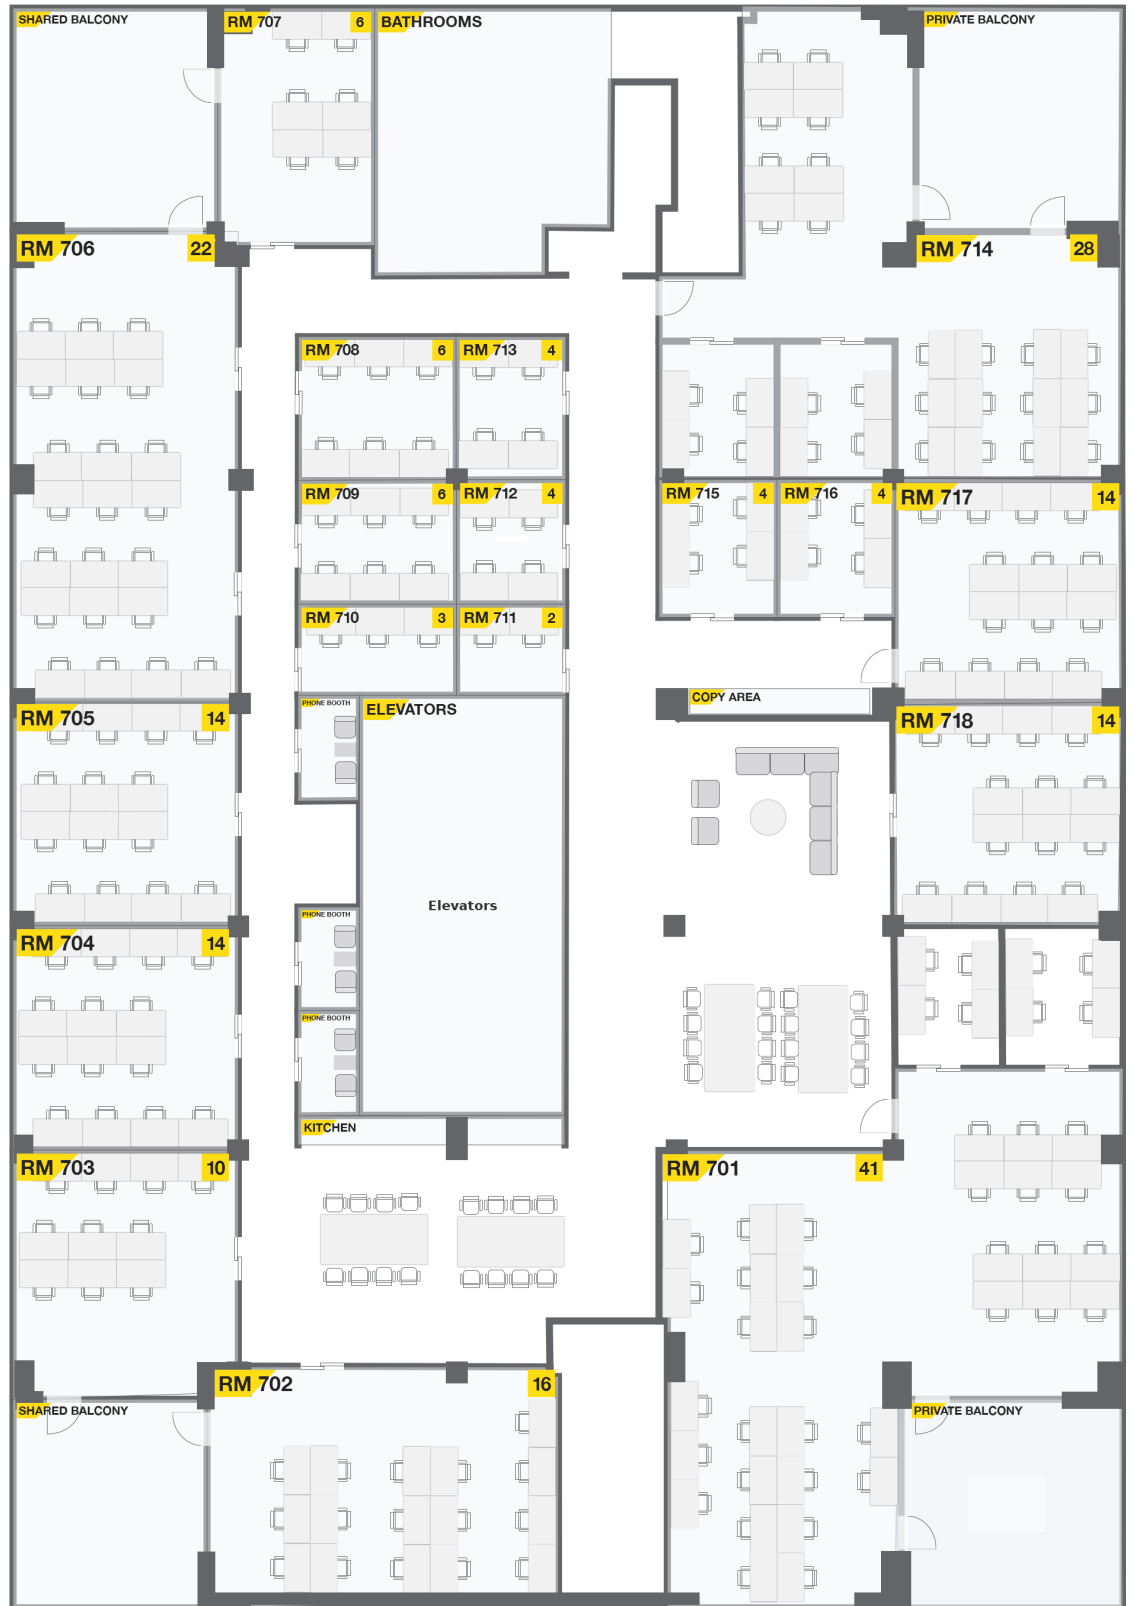 SHARED BALCONY
RM 707
6
BATHROOMS
PRIVATE BALCONY
RM 706
22
RM 714
28
RM 708
6
RM 713
4
RM 709
6
RM 712
4
RM 715
4
RM 716
4
RM 717
14
RM 710
3
RM 711
2
PHONE BOOTH
ELEVATORS
COPY AREA
RM 705
14
RM 718
14
Elevators
PHONE BOOTH
RM 704
14
PHONE BOOTH
KITCHEN
RM 703
10
RM 701
41
RM 702
16
SHARED BALCONY
PRIVATE BALCONY